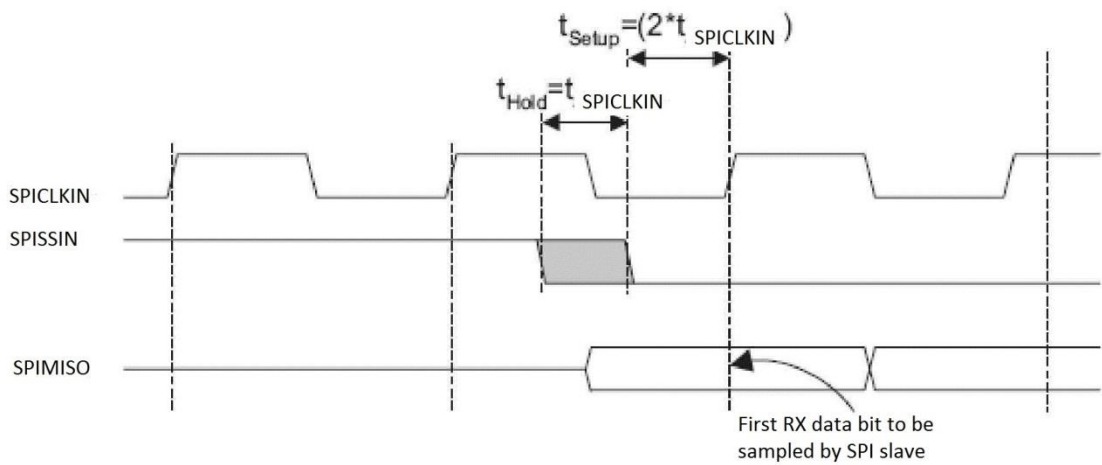 tSetup=(2*t SPICLKIN )
tHold=t SPICLKIN
SPICLKIN
SPISSIN
SPIMISO
First RX data bit to be
sampled by SPI slave